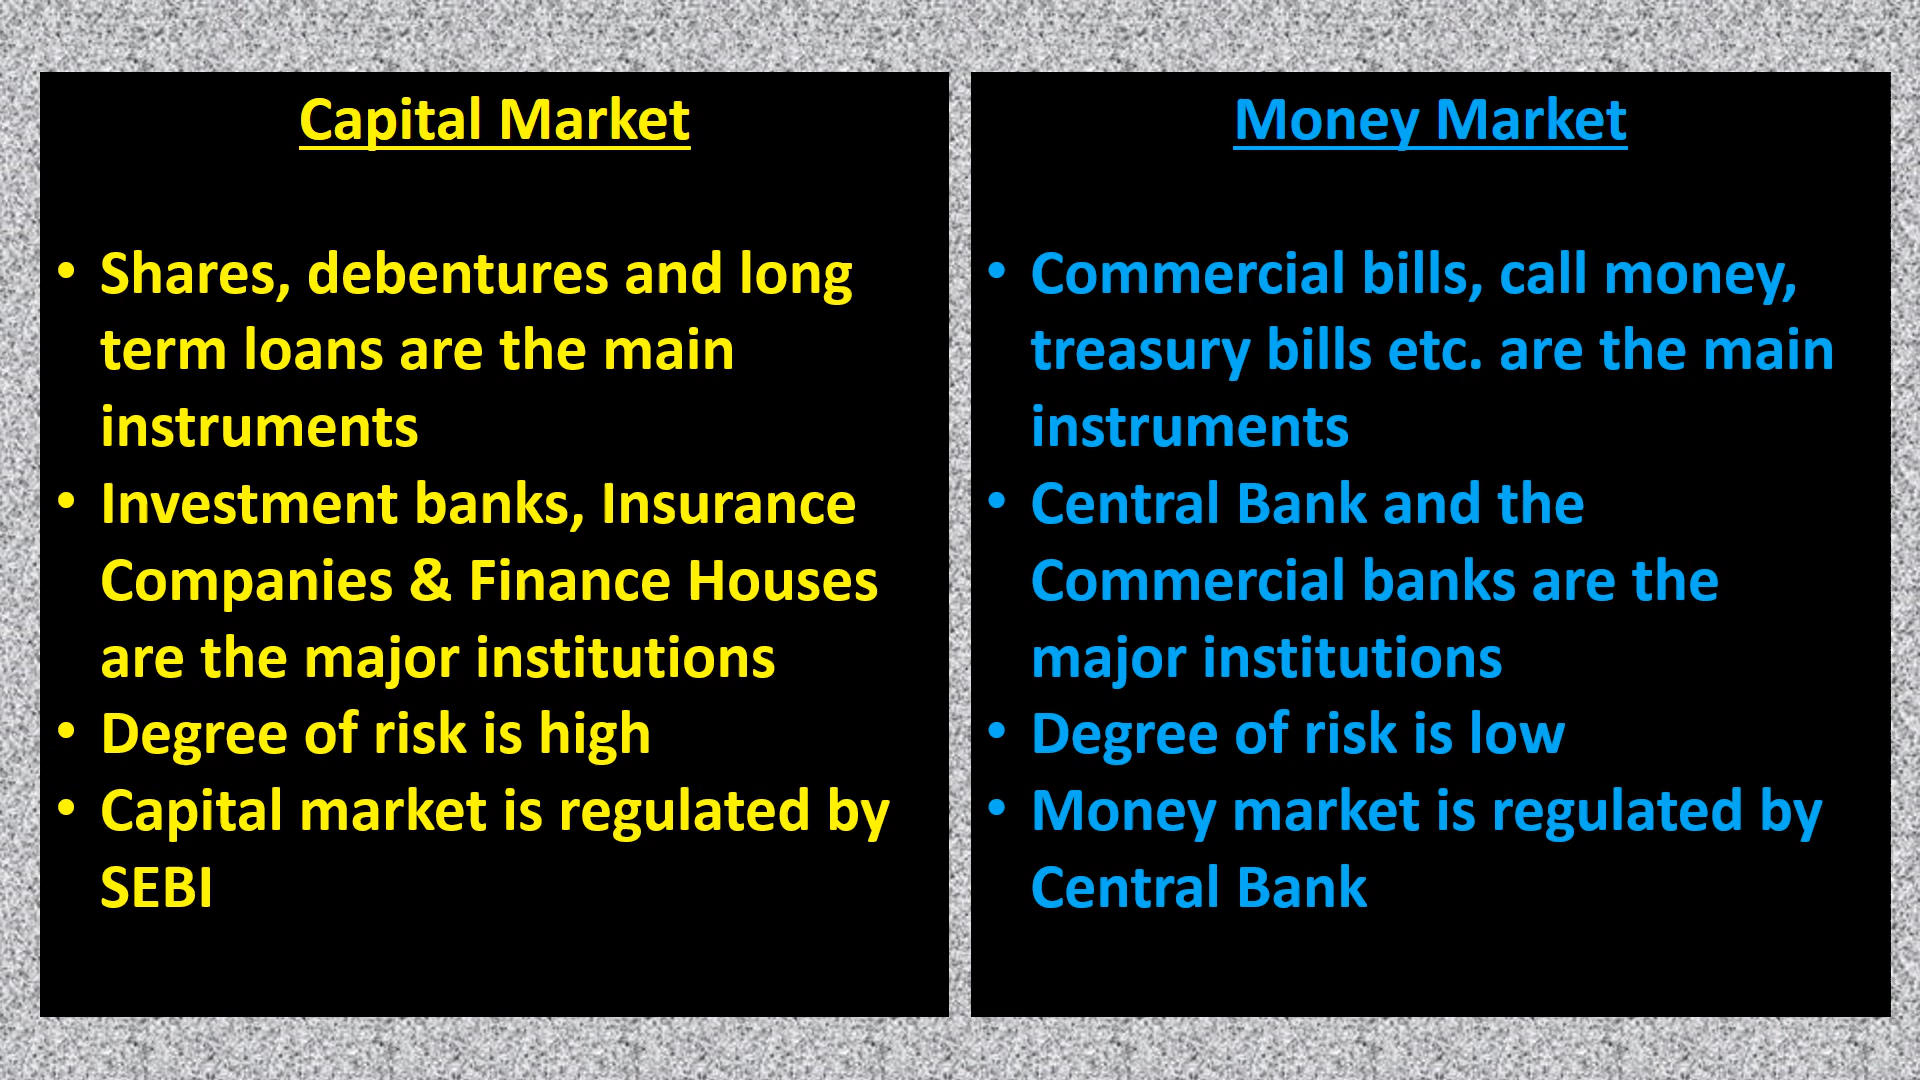 Capital Market
• Shares, debentures and long
term loans are the main
instruments
• Investment banks, Insurance
Companies & Finance Houses
are the major institutions
• Degree of risk is high
• Capital market is regulated by
SEBI
Money Market
• Commercial bills, call money,
treasury bills etc. are the main
instruments
• Central Bank and the
Commercial banks are the
major institutions
• Degree of risk is low
• Money market is regulated by
Central Bank